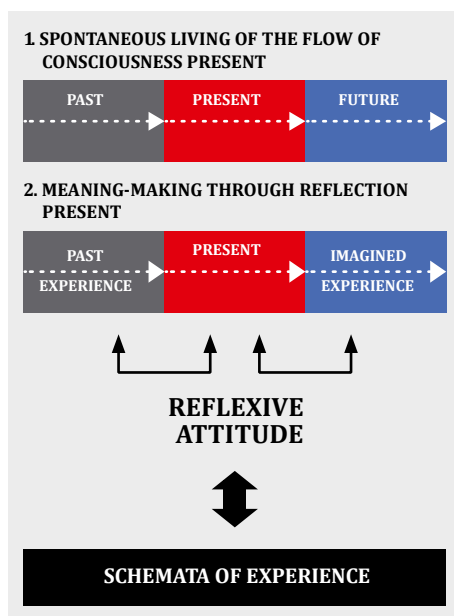 1. SPONTANEOUS LIVING OF THE FLOW OF
CONSCIOUSNESS PRESENT
PAST PRESENT FUTURE
2. MEANING-MAKING THROUGH REFLECTION
PRESENT
PAST PRESENT IMAGINED
EXPERIENCE EXPERIENCE
REFLEXIVE
ATTITUDE
SCHEMATA OF EXPERIENCE